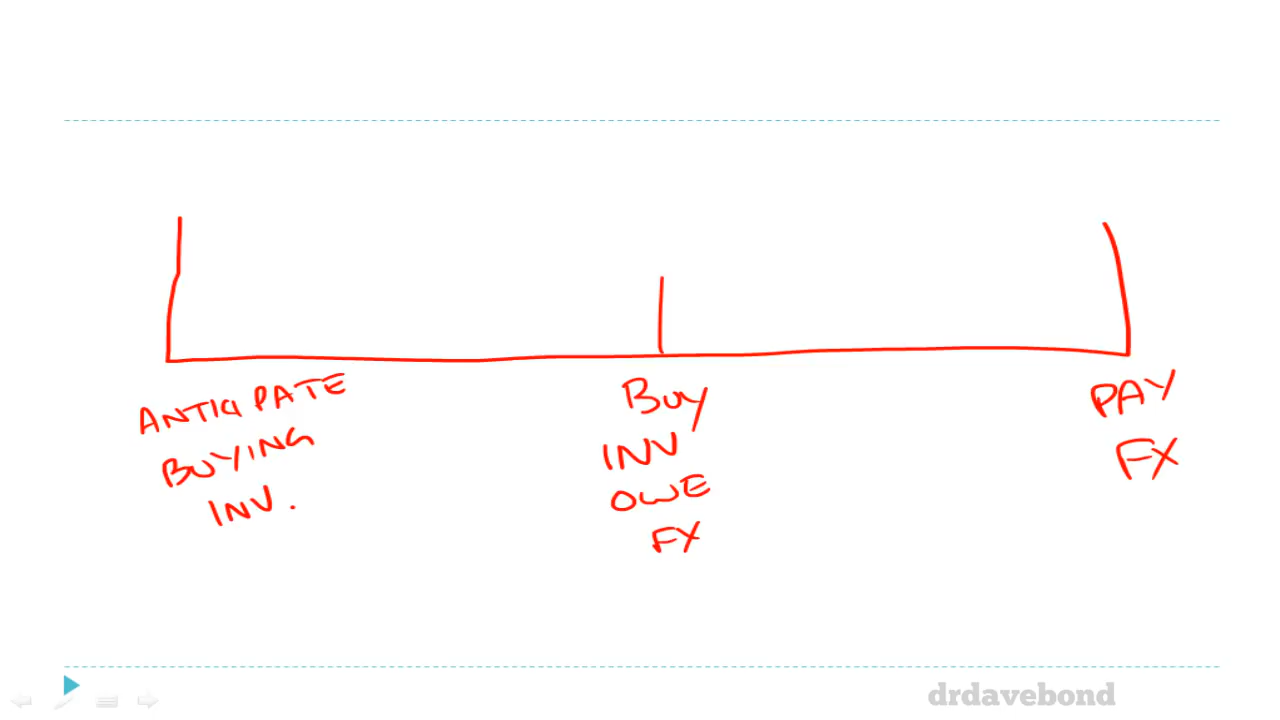 ANTICIPATE
BUYING
INV.
Buy
INV
OWE
FX
PAY
FX
drdavebond